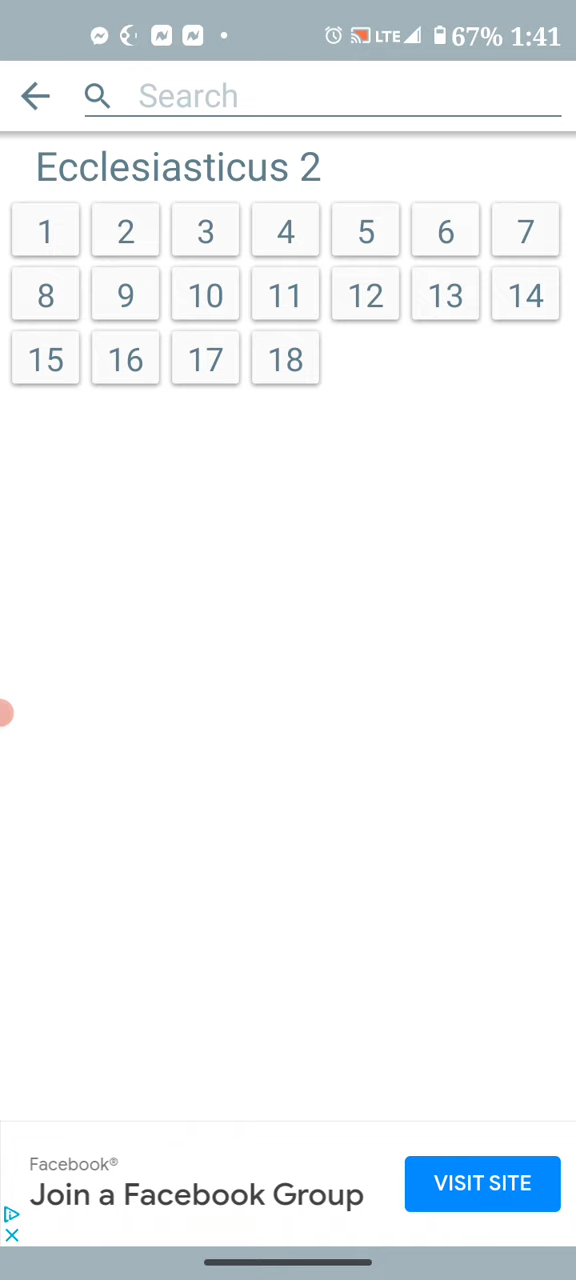 LTE 67% 1:41
Search
Ecclesiasticus 2
1 2 3 4 5 6 7
8 9 10 11 12 13 14
15 16 17 18
Facebook®
Join a Facebook Group
VISIT SITE